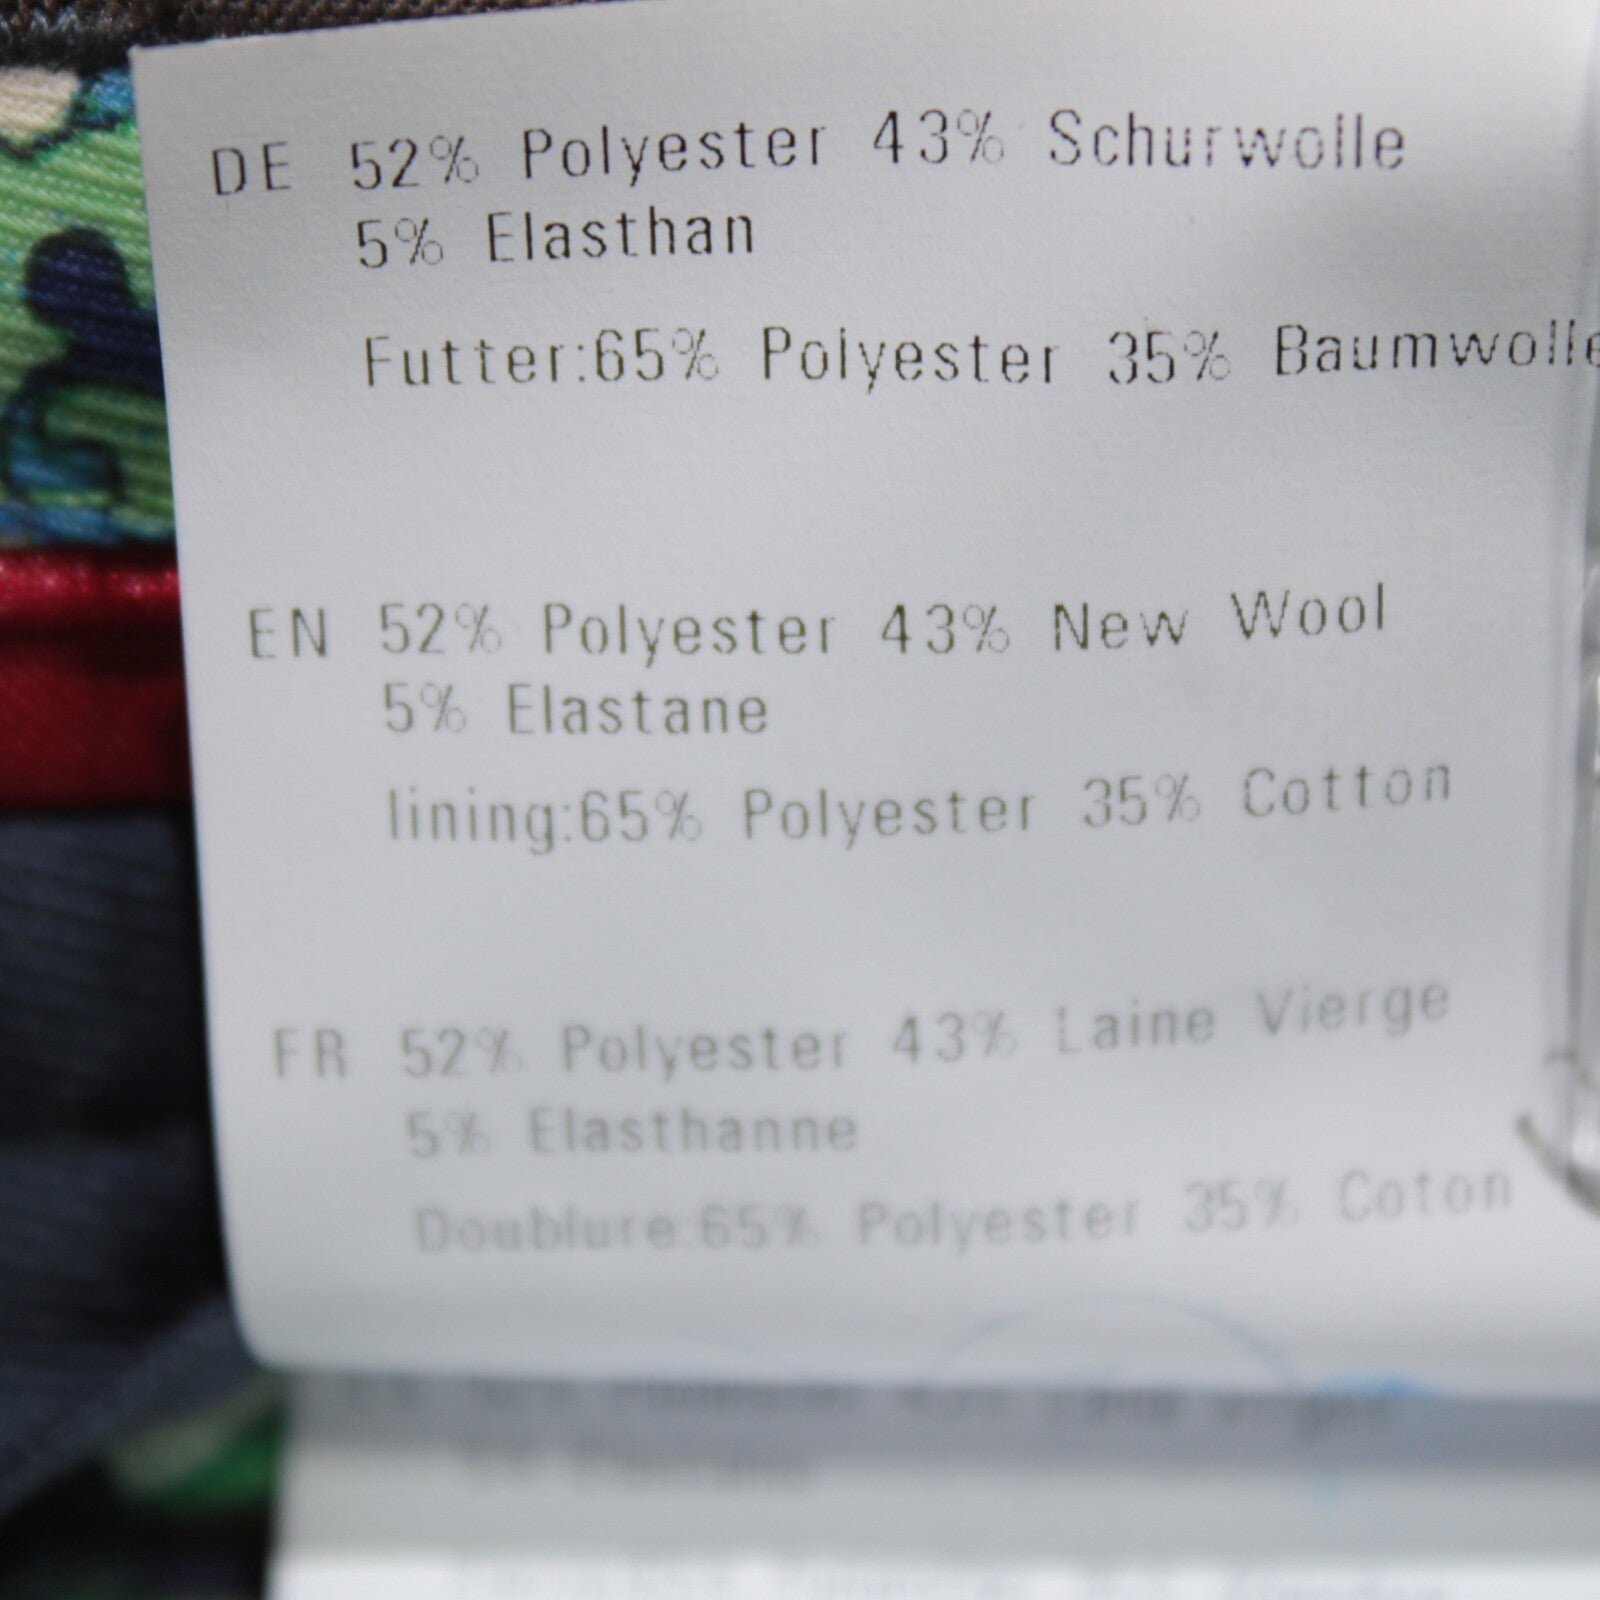 DE 52% Polyester 43% Schurwolle
5% Elasthan
Futter:65% Polyester 35% Baumwolle
EN 52% Polyester 43% New Wool
5% Elastane
lining:65% Polyester 35% Cotton
FR 52% Polyester 43% Laine Vierge
5% Elasthanne
Doublure:65% Polyester 35% Coton